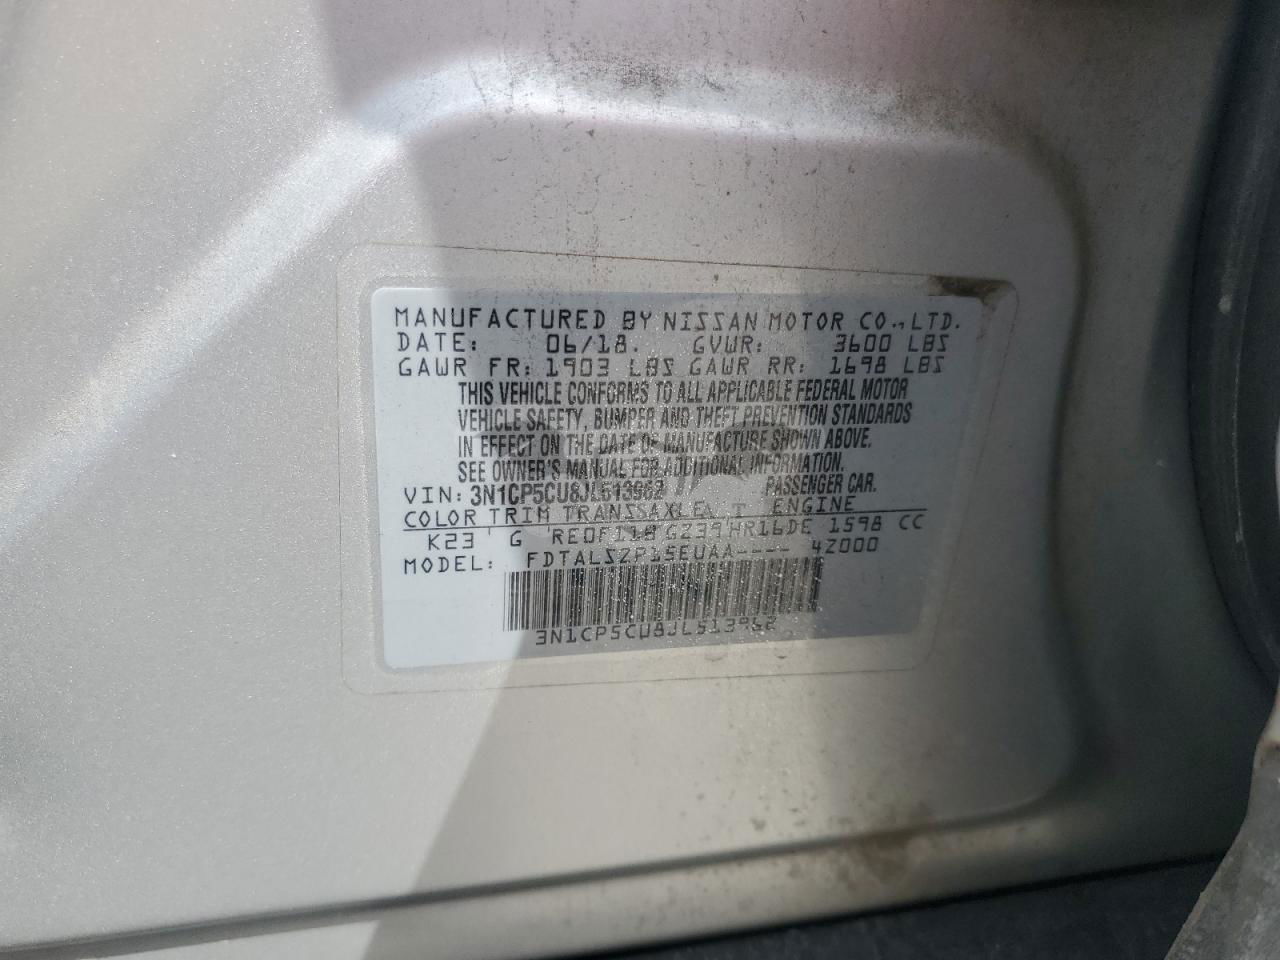 MANUFACTURED BY NISSAN MOTOR CO.,LTD.
DATE: 06/18. GVWR: 3600 LBS
GAWR FR: 1903 LBS GAWR RR: 1698 LBS
THIS VEHICLE CONFORMS TO ALL APPLICABLE FEDERAL MOTOR
VEHICLE SAFETY, BUMPER AND THEFT PREVENTION STANDARDS
IN EFFECT ON THE DATE OF MANUFACTURE SHOWN ABOVE.
SEE OWNER'S MANUAL FOR ADDITIONAL INFORMATION.
VIN: 3N1CP5CU8JL513962 PASSENGER CAR.
COLOR TRIM TRANSAXLE ENGINE
K23 G HR16DE 1598 CC
MODEL: 4Z000
3N1CP5CU8JL513962